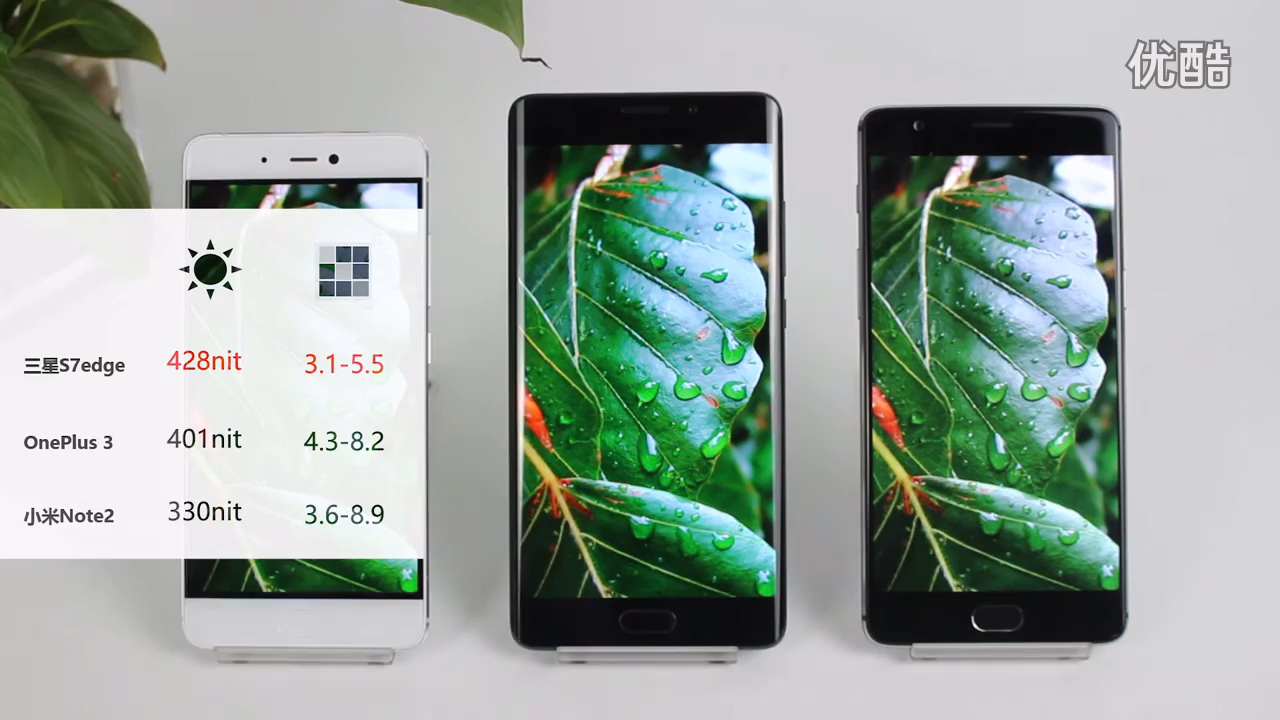 优酷
三星S7edge 428nit 3.1-5.5
OnePlus 3 401nit 4.3-8.2
小米Note2 330nit 3.6-8.9